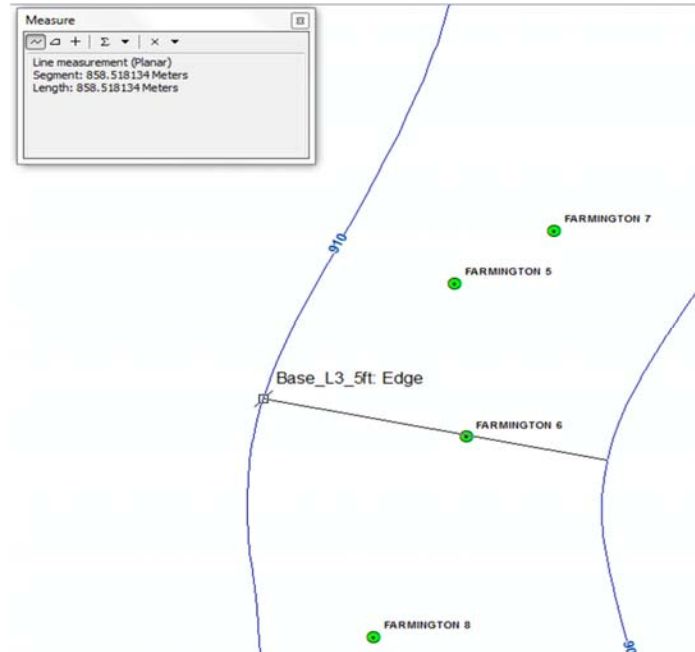 Measure
Line measurement (Planar)
Segment: 858.518134 Meters
Length: 858.518134 Meters
FARMINGTON 7
910
FARMINGTON 5
Base_L3_5ft: Edge
FARMINGTON 6
FARMINGTON 8